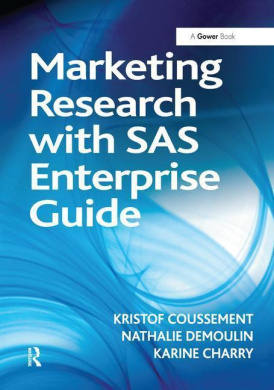 A Gower Book
Marketing
Research
with SAS
Enterprise
Guide
KRISTOF COUSSEMENT
NATHALIE DEMOULIN
KARINE CHARRY
R